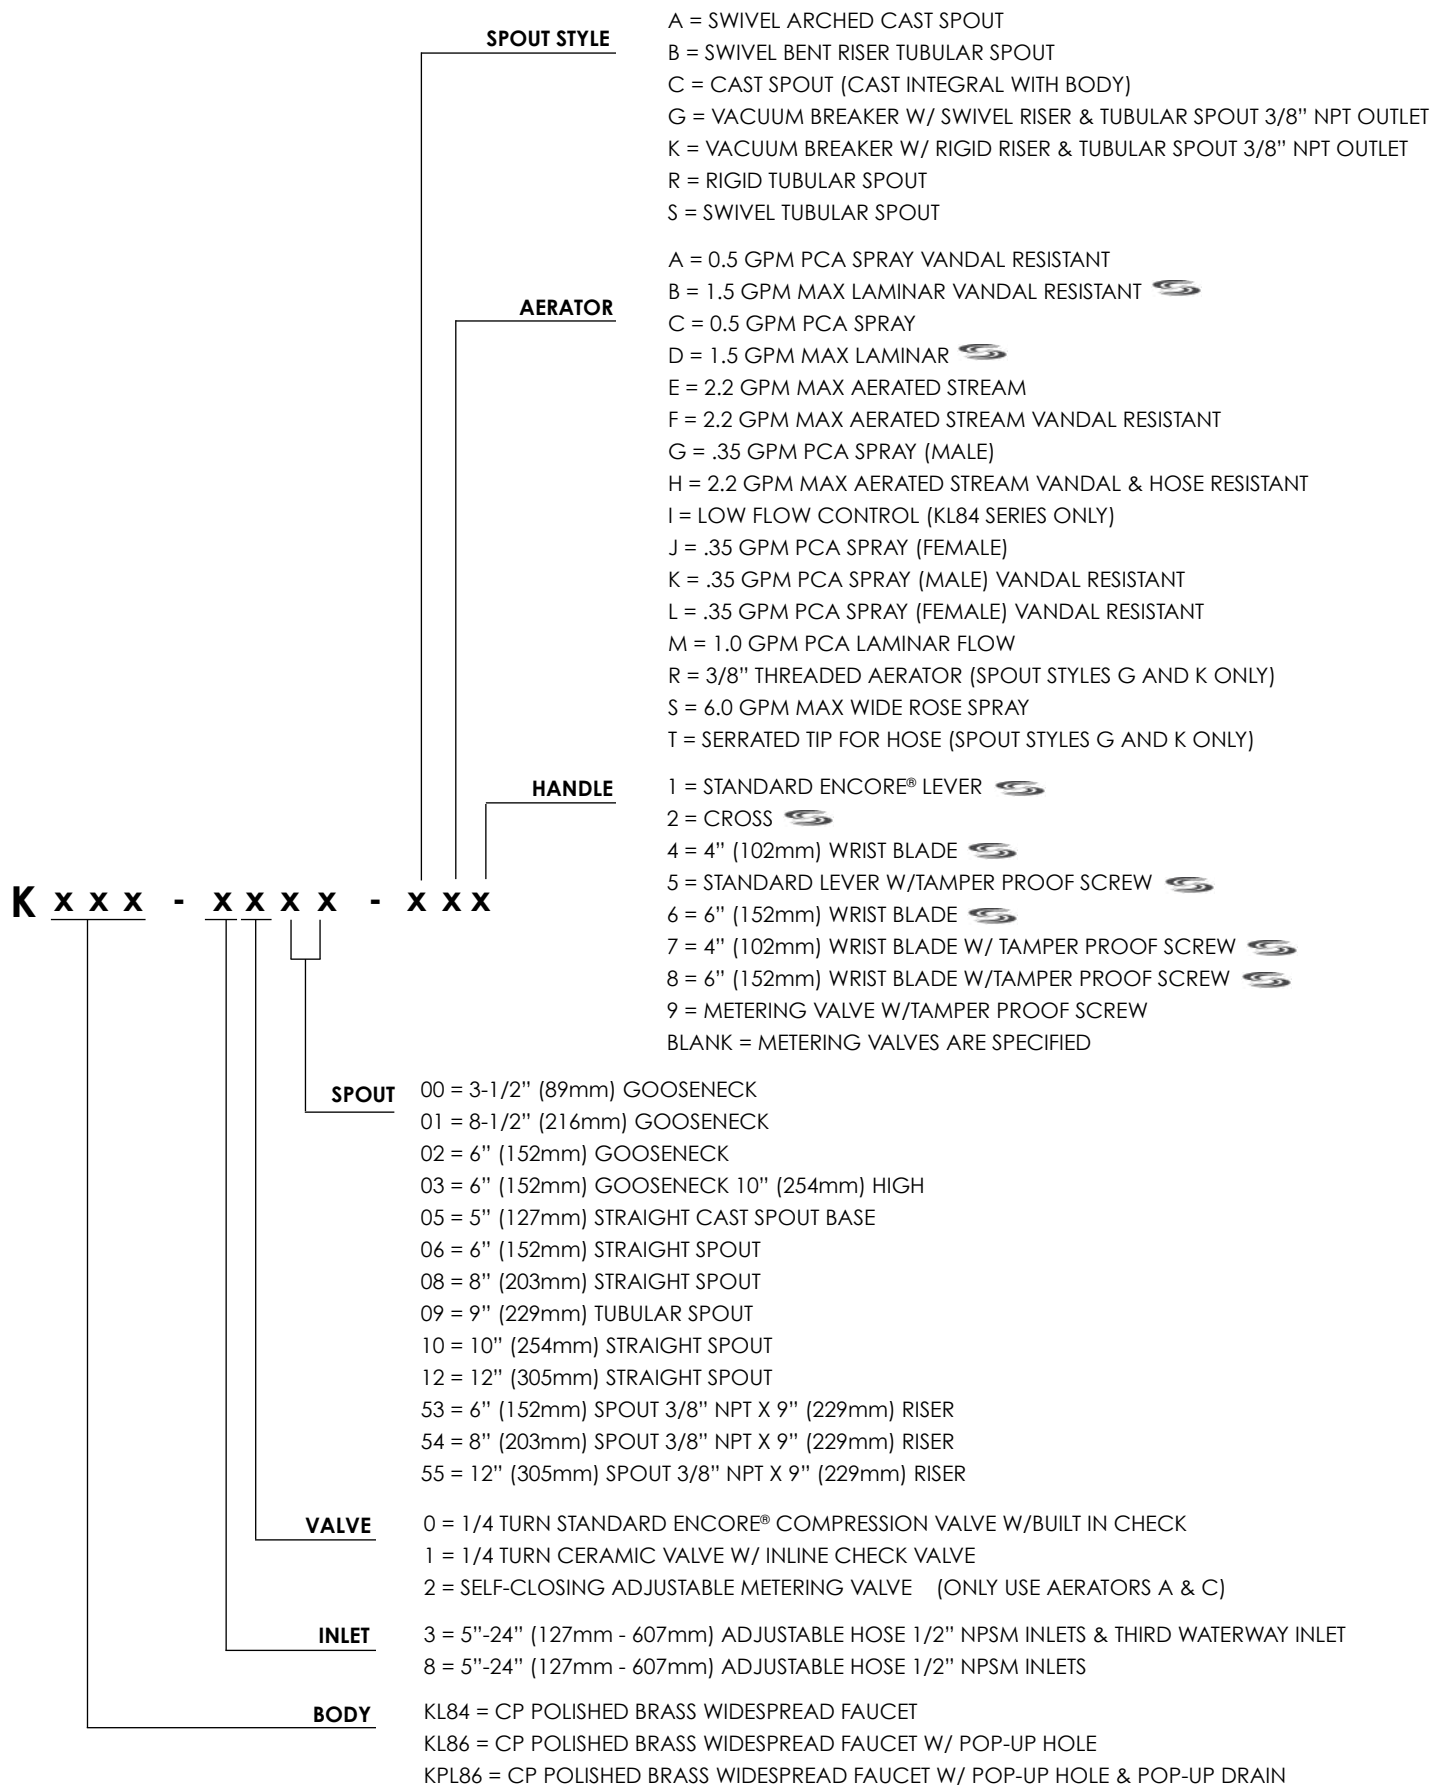 SPOUT STYLE
A = SWIVEL ARCHED CAST SPOUT
B = SWIVEL BENT RISER TUBULAR SPOUT
C = CAST SPOUT (CAST INTEGRAL WITH BODY)
G = VACUUM BREAKER W/ SWIVEL RISER & TUBULAR SPOUT 3/8” NPT OUTLET
K = VACUUM BREAKER W/ RIGID RISER & TUBULAR SPOUT 3/8” NPT OUTLET
R = RIGID TUBULAR SPOUT
S = SWIVEL TUBULAR SPOUT
AERATOR
A = 0.5 GPM PCA SPRAY VANDAL RESISTANT
B = 1.5 GPM MAX LAMINAR VANDAL RESISTANT
C = 0.5 GPM PCA SPRAY
D = 1.5 GPM MAX LAMINAR
E = 2.2 GPM MAX AERATED STREAM
F = 2.2 GPM MAX AERATED STREAM VANDAL RESISTANT
G = .35 GPM PCA SPRAY (MALE)
H = 2.2 GPM MAX AERATED STREAM VANDAL & HOSE RESISTANT
I = LOW FLOW CONTROL (KL84 SERIES ONLY)
J = .35 GPM PCA SPRAY (FEMALE)
K = .35 GPM PCA SPRAY (MALE) VANDAL RESISTANT
L = .35 GPM PCA SPRAY (FEMALE) VANDAL RESISTANT
M = 1.0 GPM PCA LAMINAR FLOW
R = 3/8” THREADED AERATOR (SPOUT STYLES G AND K ONLY)
S = 6.0 GPM MAX WIDE ROSE SPRAY
T = SERRATED TIP FOR HOSE (SPOUT STYLES G AND K ONLY)
HANDLE
1 = STANDARD ENCORE® LEVER
2 = CROSS
4 = 4” (102mm) WRIST BLADE
5 = STANDARD LEVER W/TAMPER PROOF SCREW
6 = 6” (152mm) WRIST BLADE
7 = 4” (102mm) WRIST BLADE W/ TAMPER PROOF SCREW
8 = 6” (152mm) WRIST BLADE W/TAMPER PROOF SCREW
9 = METERING VALVE W/TAMPER PROOF SCREW
BLANK = METERING VALVES ARE SPECIFIED
K x x x - x x x x - x x x
SPOUT
00 = 3-1/2” (89mm) GOOSENECK
01 = 8-1/2” (216mm) GOOSENECK
02 = 6” (152mm) GOOSENECK
03 = 6” (152mm) GOOSENECK 10” (254mm) HIGH
05 = 5” (127mm) STRAIGHT CAST SPOUT BASE
06 = 6” (152mm) STRAIGHT SPOUT
08 = 8” (203mm) STRAIGHT SPOUT
09 = 9” (229mm) TUBULAR SPOUT
10 = 10” (254mm) STRAIGHT SPOUT
12 = 12” (305mm) STRAIGHT SPOUT
53 = 6” (152mm) SPOUT 3/8” NPT X 9” (229mm) RISER
54 = 8” (203mm) SPOUT 3/8” NPT X 9” (229mm) RISER
55 = 12” (305mm) SPOUT 3/8” NPT X 9” (229mm) RISER
VALVE
0 = 1/4 TURN STANDARD ENCORE® COMPRESSION VALVE W/BUILT IN CHECK
1 = 1/4 TURN CERAMIC VALVE W/ INLINE CHECK VALVE
2 = SELF-CLOSING ADJUSTABLE METERING VALVE (ONLY USE AERATORS A & C)
INLET
3 = 5”-24” (127mm - 607mm) ADJUSTABLE HOSE 1/2” NPSM INLETS & THIRD WATERWAY INLET
8 = 5”-24” (127mm - 607mm) ADJUSTABLE HOSE 1/2” NPSM INLETS
BODY
KL84 = CP POLISHED BRASS WIDESPREAD FAUCET
KL86 = CP POLISHED BRASS WIDESPREAD FAUCET W/ POP-UP HOLE
KPL86 = CP POLISHED BRASS WIDESPREAD FAUCET W/ POP-UP HOLE & POP-UP DRAIN